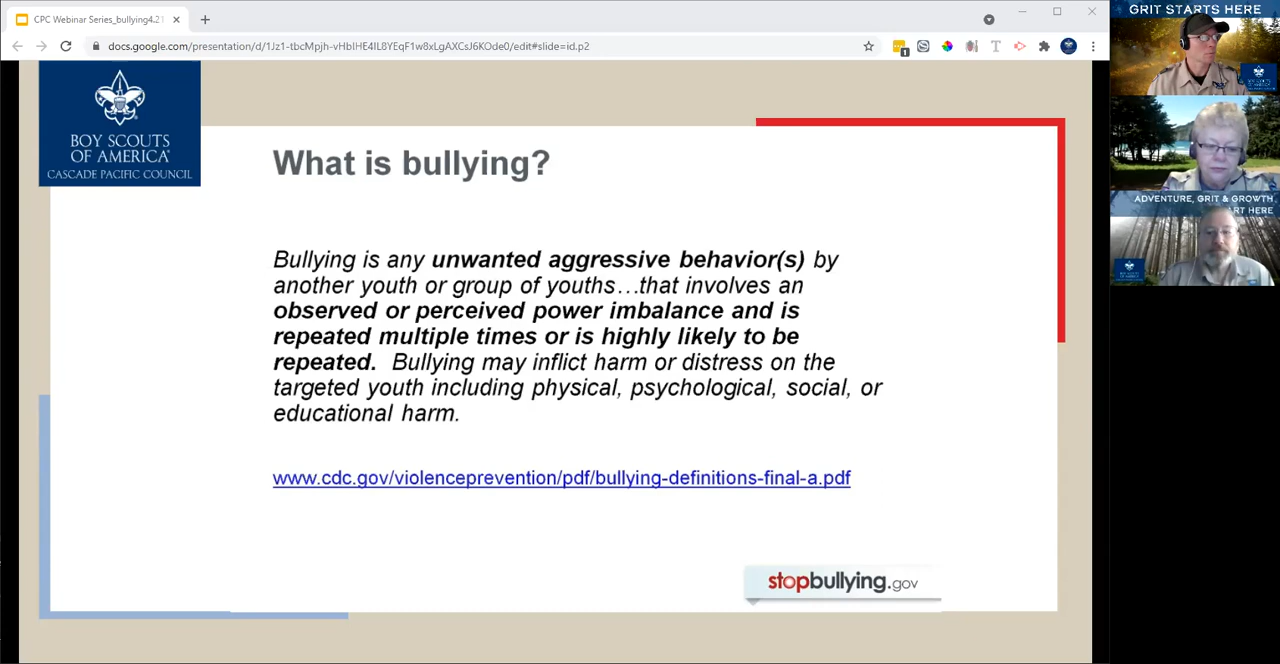 CPC Webinar Series_bullying4.21
docs.google.com/presentation/d/1Jz1-tbcMpjh-vHbIHE4IL8YEqF1w8xLgAXCsJ6KOde0/edit#slide=id.p2
BOY SCOUTS
OF AMERICA
CASCADE PACIFIC COUNCIL
What is bullying?
Bullying is any unwanted aggressive behavior(s) by
another youth or group of youths…that involves an
observed or perceived power imbalance and is
repeated multiple times or is highly likely to be
repeated. Bullying may inflict harm or distress on the
targeted youth including physical, psychological, social, or
educational harm.
www.cdc.gov/violenceprevention/pdf/bullying-definitions-final-a.pdf
stopbullying.gov
GRIT STARTS HERE
ADVENTURE, GRIT & GROWTH
ART HERE